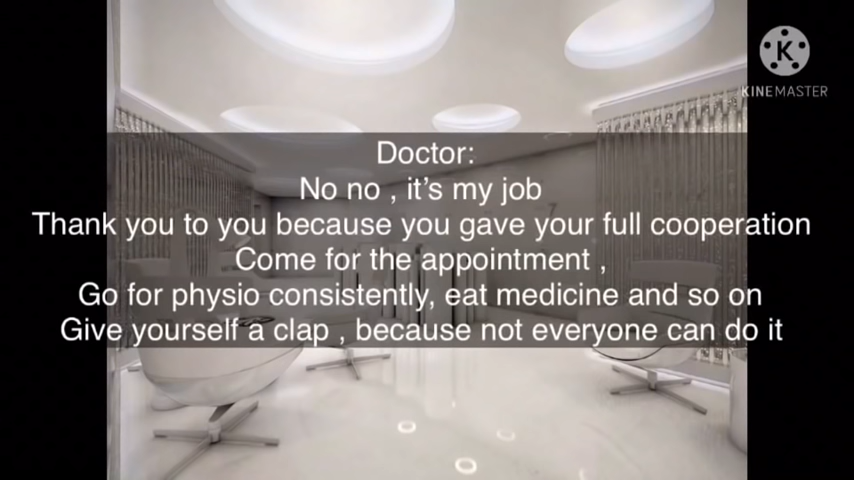 KINEMASTER
Doctor:
No no , it’s my job
Thank you to you because you gave your full cooperation
Come for the appointment ,
Go for physio consistently, eat medicine and so on
Give yourself a clap , because not everyone can do it